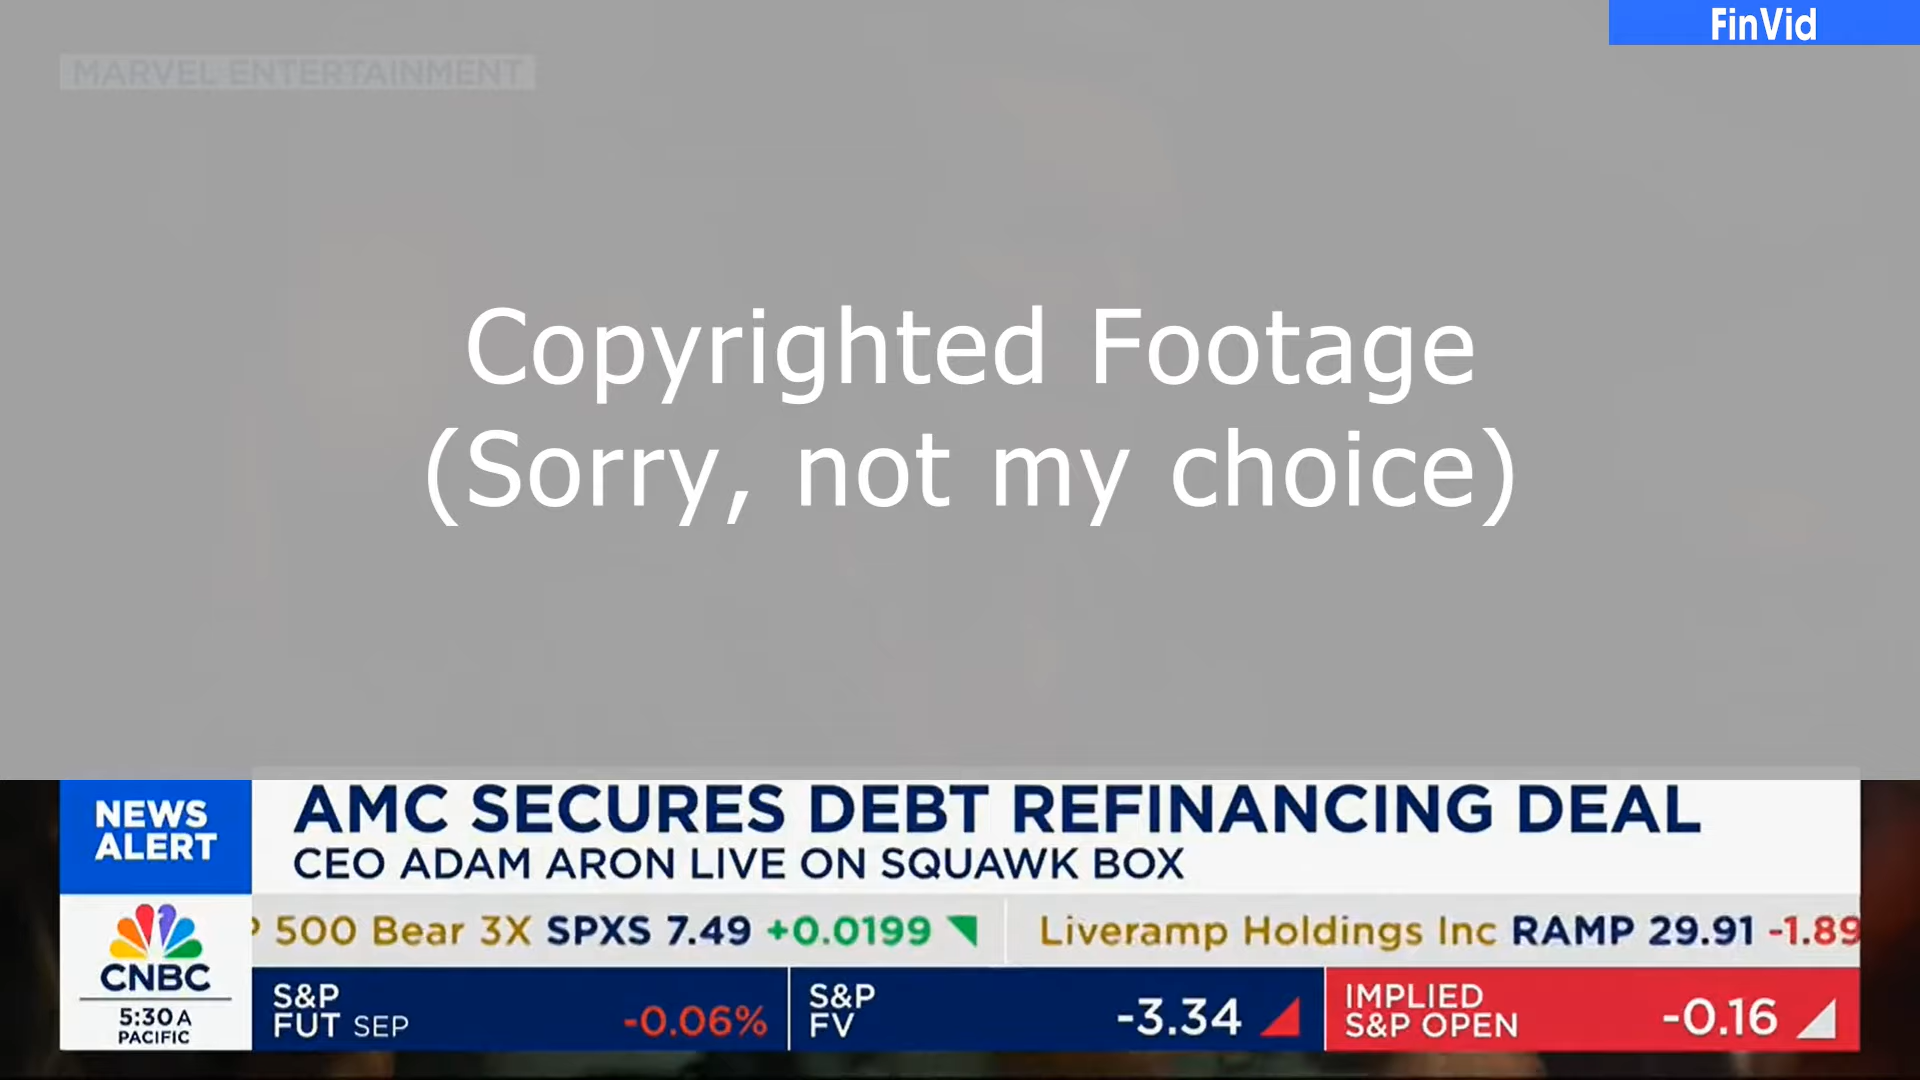 FinVid
MARVEL ENTERTAINMENT
Copyrighted Footage
(Sorry, not my choice)
NEWS
ALERT
AMC SECURES DEBT REFINANCING DEAL
CEO ADAM ARON LIVE ON SQUAWK BOX
500 Bear 3X SPXS 7.49 +0.0199
Liveramp Holdings Inc RAMP 29.91 -1.89
CNBC
5:30A
PACIFIC
S&P
FUT SEP
-0.06%
S&P
FV
-3.34
IMPLIED
S&P OPEN
-0.16